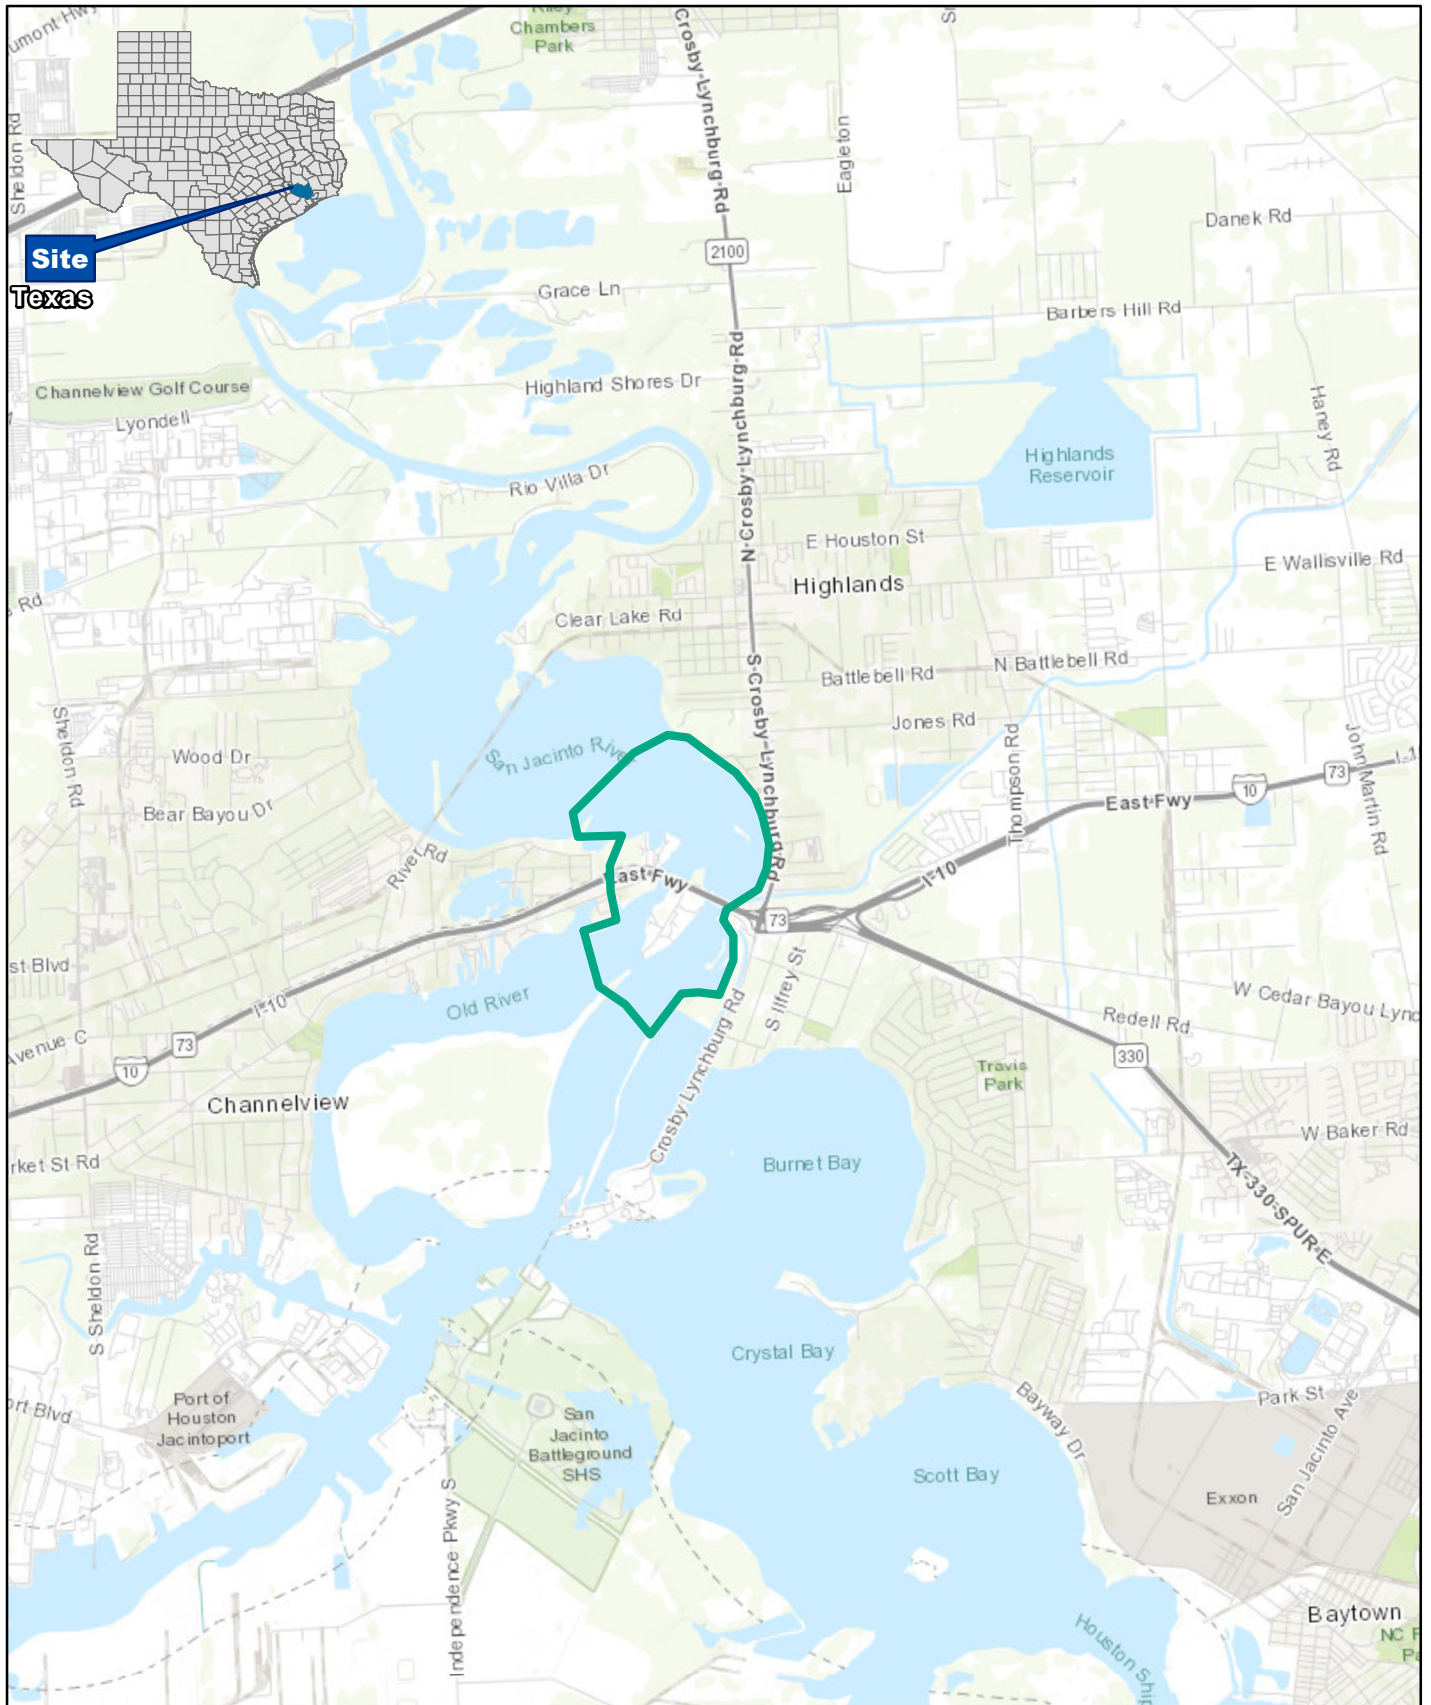 Chambers
Park
Crosby-Lynchburg Rd
Sheldon Rd
Eagleton
Danek Rd
2100
Site
Texas
Grace Ln
Barbers Hill Rd
N Crosby-Lynchburg Rd
Highland Shores Dr
Channelview Golf Course
Lyondell
Haney Rd
Highlands
Reservoir
Rio Villa Dr
E Houston St
E Wallisville Rd
Highlands
Rd
Clear Lake Rd
N Battlebell Rd
Battlebell Rd
S Crosby-Lynchburg Rd
Jones Rd
Sheldon Rd
Wood Dr
San Jacinto River
Thompson Rd
John Martin Rd
73
10
East Fwy
Bear Bayou Dr
River Rd
East Fwy
I-10
73
st Blvd
S Ilfrey St
W Cedar Bayou Lync
Old River
I-10
Redell Rd
Avenue C
73
10
330
Travis
Park
Channelview
Crosby Lynchburg Rd
W Baker Rd
rket St Rd
Burnet Bay
TX-330-SPUR E
S Sheldon Rd
Crystal Bay
Port of
Houston
Jacintoport
ort Blvd
San
Jacinto
Battleground
SHS
Bayway Dr
Park St
San Jacinto Ave
Scott Bay
Exxon
Independence Pkwy S
Baytown
Houston Ship